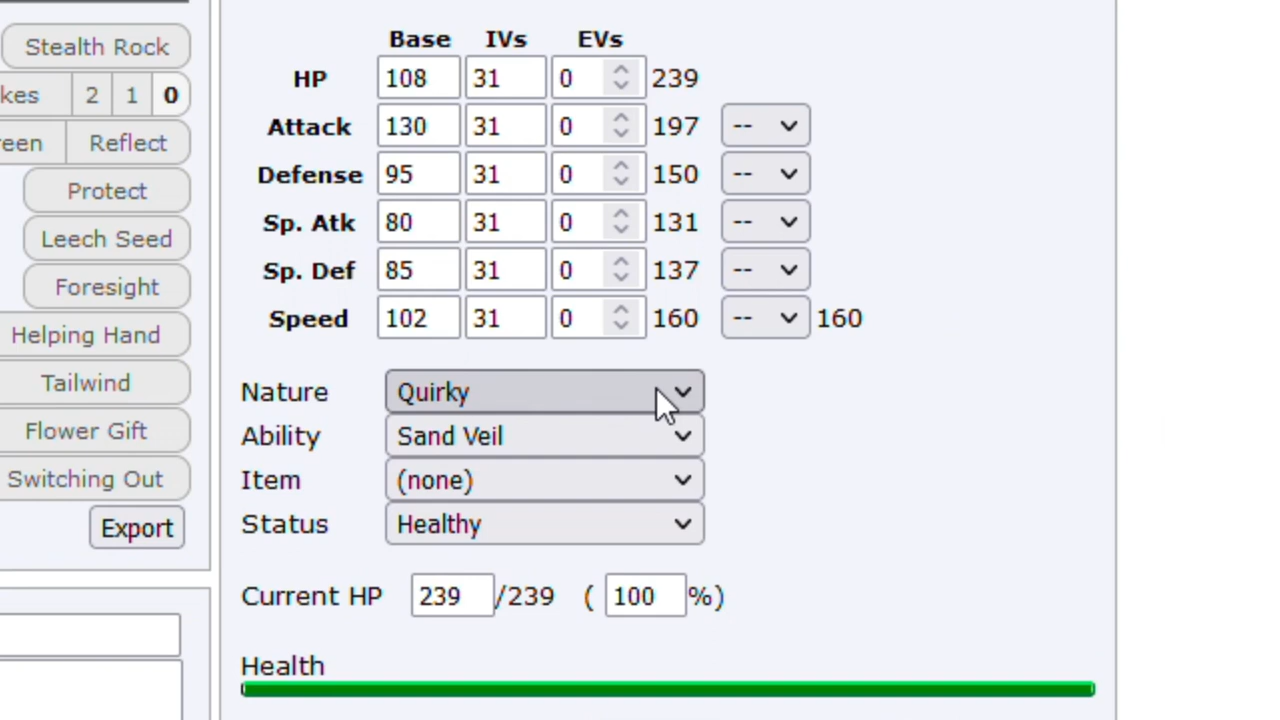 Stealth Rock
kes 2 1 0
reen Reflect
Protect
Leech Seed
Foresight
Helping Hand
Tailwind
Flower Gift
Switching Out
Export
Base IVs EVs
HP 108 31 0 239
Attack 130 31 0 197 --
Defense 95 31 0 150 --
Sp. Atk 80 31 0 131 --
Sp. Def 85 31 0 137 --
Speed 102 31 0 160 -- 160
Nature Quirky
Ability Sand Veil
Item (none)
Status Healthy
Current HP 239 /239 ( 100 %)
Health